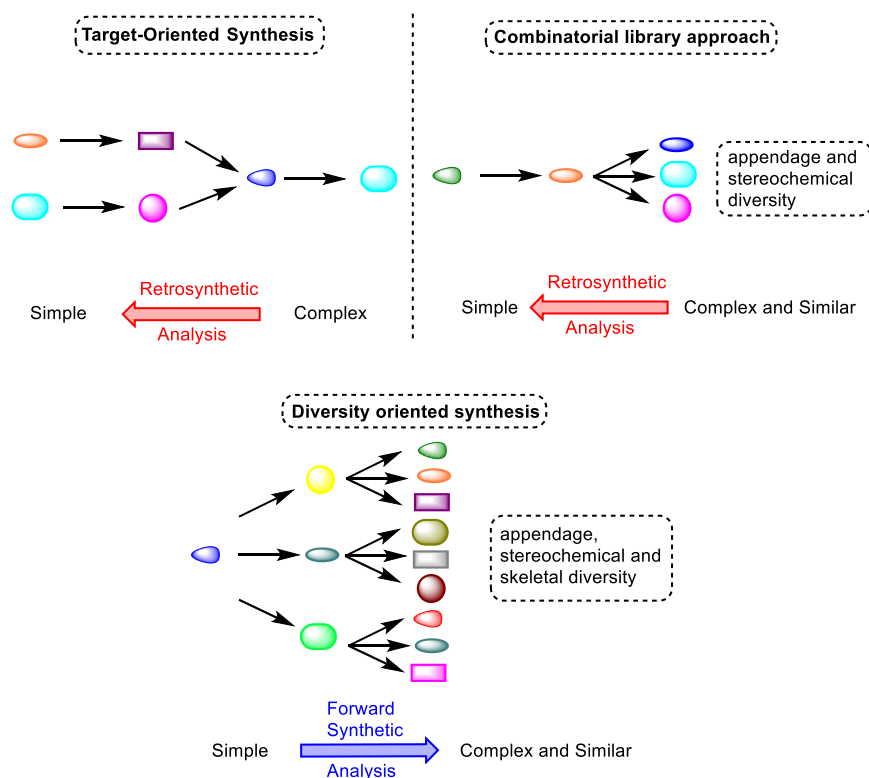 Target-Oriented Synthesis
Combinatorial library approach
appendage and
stereochemical
diversity
Retrosynthetic
Simple
Complex
Analysis
Retrosynthetic
Simple
Complex and Similar
Analysis
Diversity oriented synthesis
appendage,
stereochemical and
skeletal diversity
Forward
Synthetic
Simple
Complex and Similar
Analysis